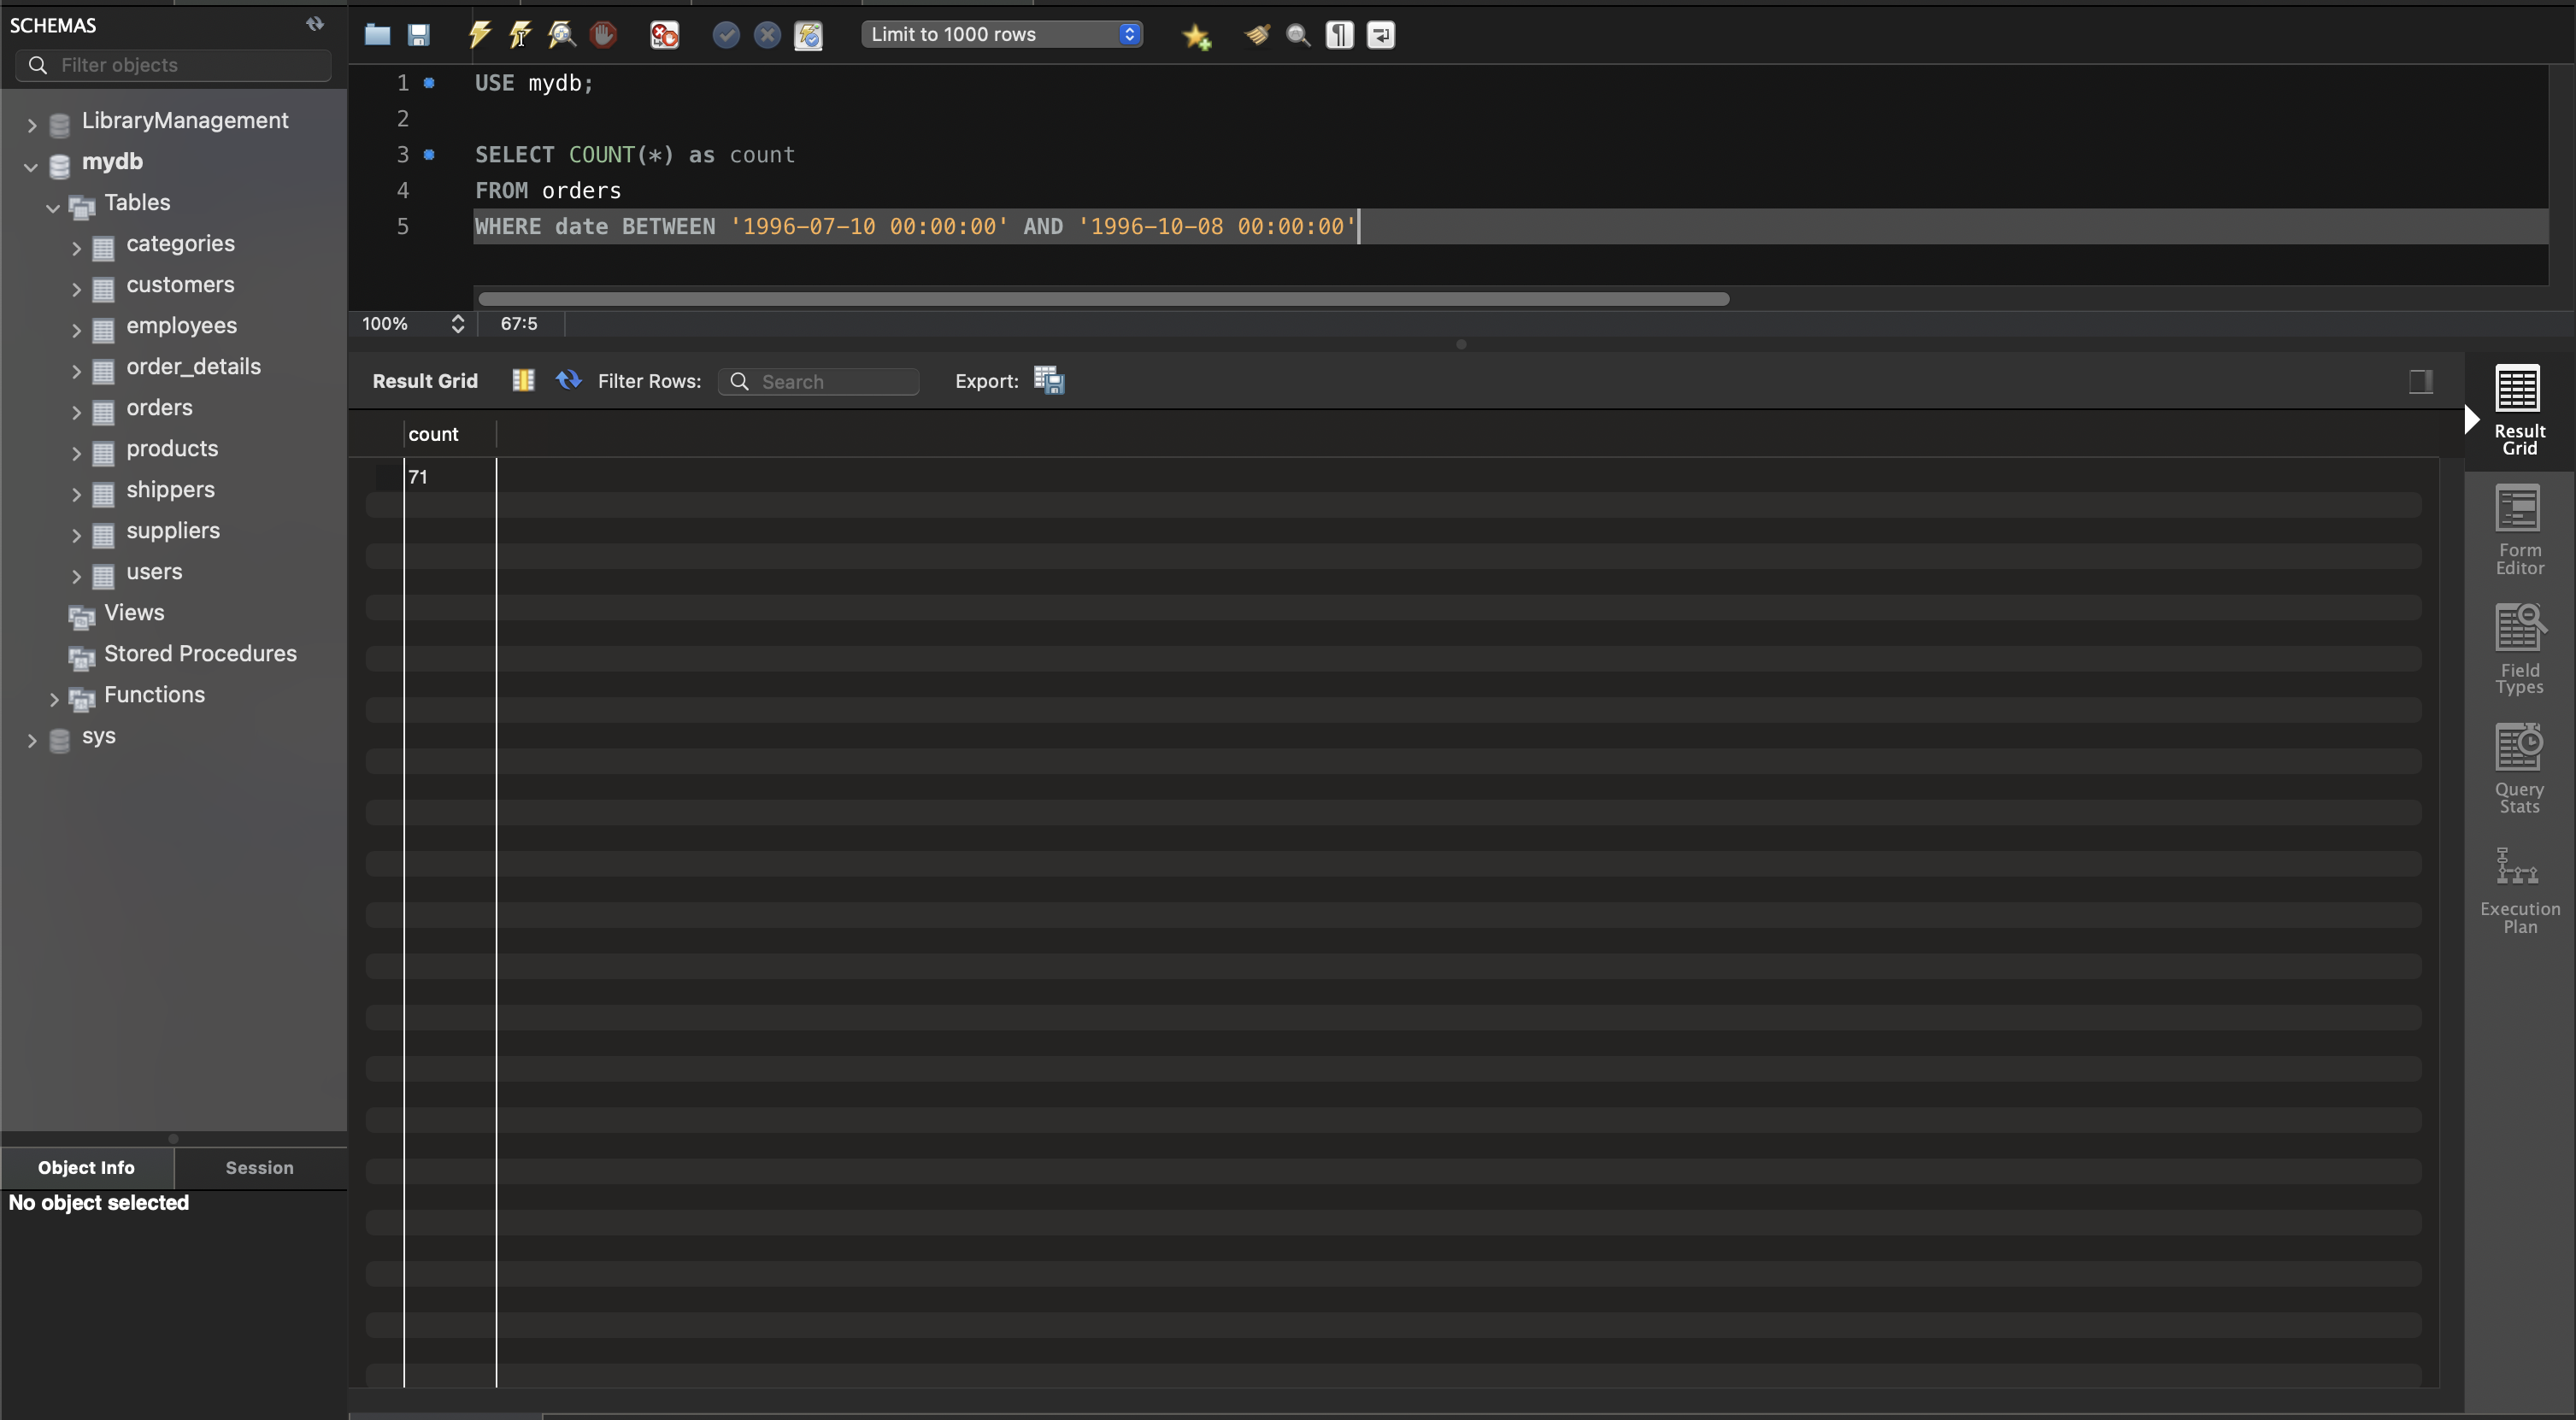 SCHEMAS
Filter objects
LibraryManagement
mydb
Tables
categories
customers
employees
order_details
orders
products
shippers
suppliers
users
Views
Stored Procedures
Functions
sys
Object Info
Session
No object selected
Limit to 1000 rows
1 USE mydb;
2
3 SELECT COUNT(*) as count
4 FROM orders
5 WHERE date BETWEEN '1996-07-10 00:00:00' AND '1996-10-08 00:00:00'
100% 67:5
Result Grid Filter Rows: Search Export:
count
71
Result
Grid
Form
Editor
Field
Types
Query
Stats
Execution
Plan